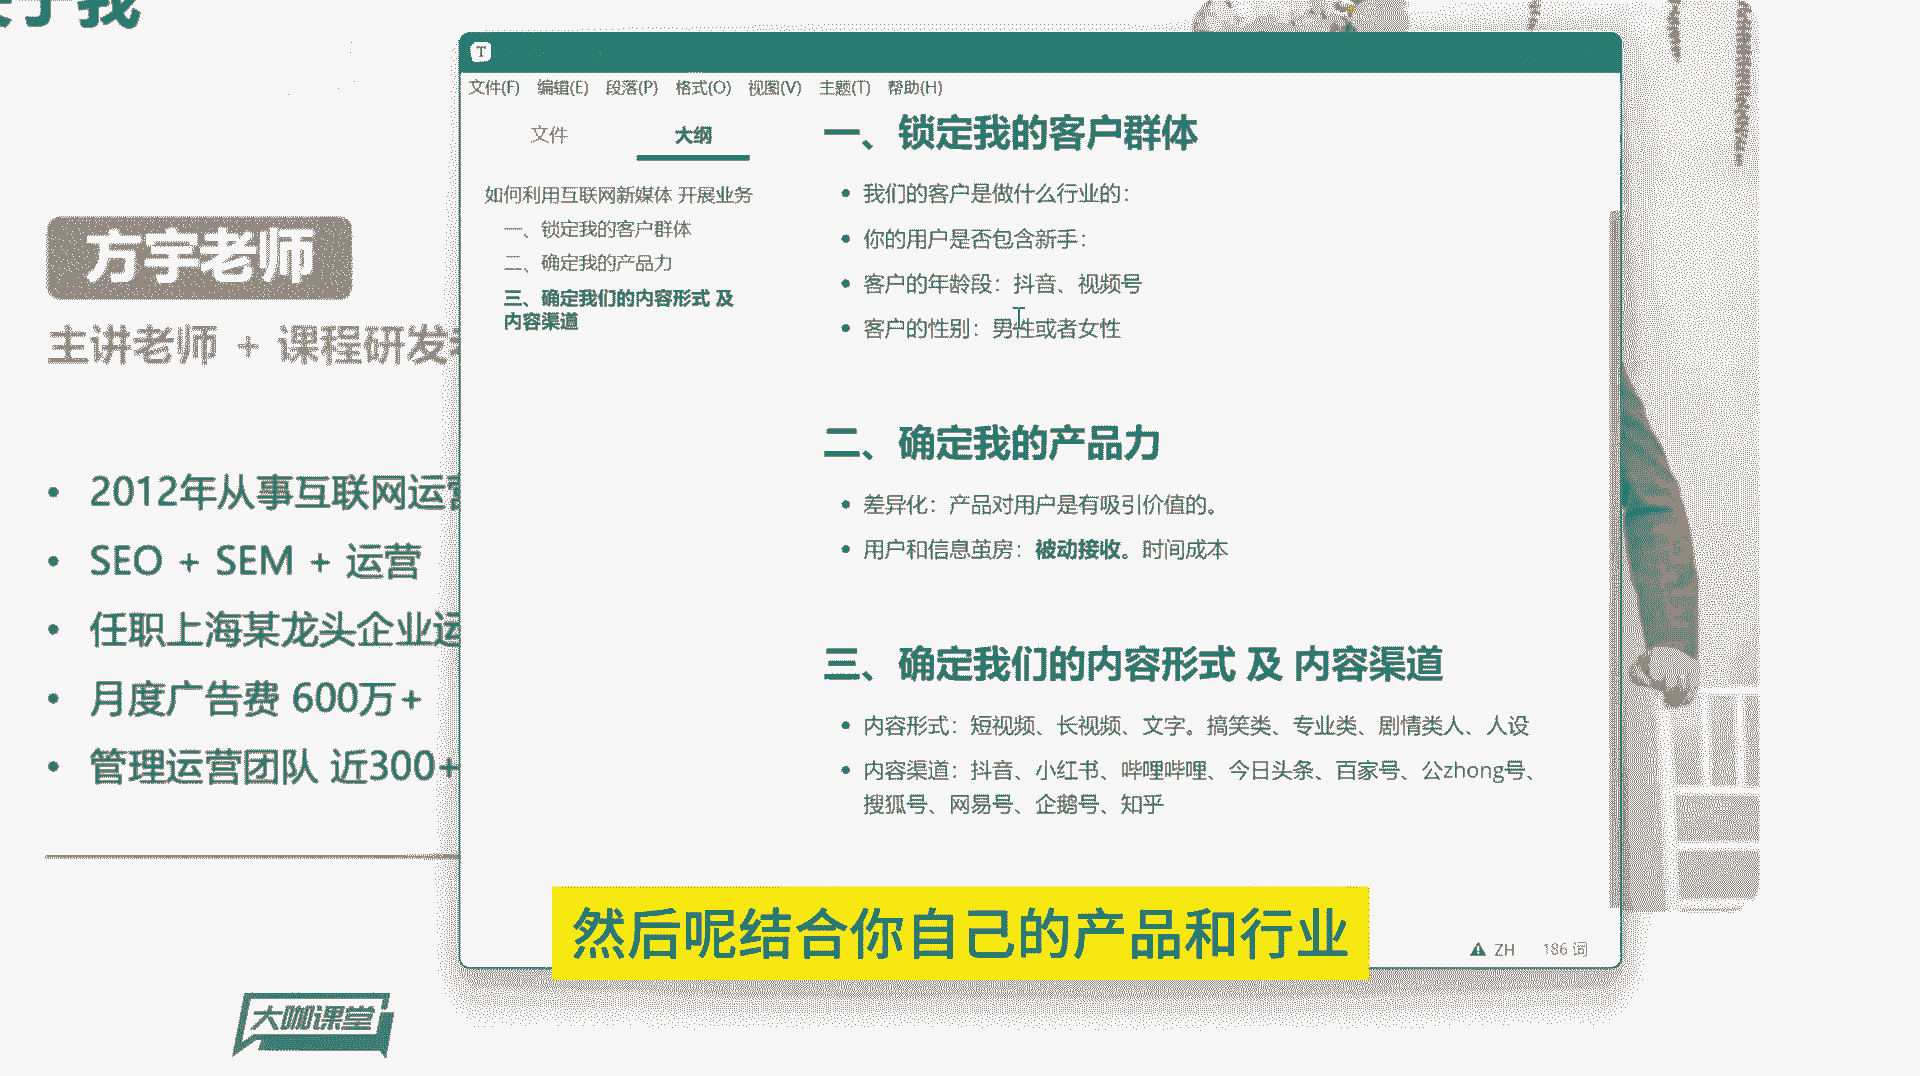 于我
方宇老师
主讲老师 + 课程研发
2012年从事互联网运营
SEO + SEM + 运营
任职上海某龙头企业运
月度广告费 600万+
管理运营团队 近300+
大咖课堂
T
文件(F) 编辑(E) 段落(P) 格式(O) 视图(V) 主题(T) 帮助(H)
文件 大纲
如何利用互联网新媒体 开展业务
一、锁定我的客户群体
二、确定我的产品力
三、确定我们的内容形式 及
内容渠道
一、锁定我的客户群体
我们的客户是做什么行业的：
你的用户是否包含新手：
客户的年龄段：抖音、视频号
客户的性别：男性或者女性
二、确定我的产品力
差异化：产品对用户是有吸引价值的。
用户和信息茧房：被动接收。时间成本
三、确定我们的内容形式 及 内容渠道
内容形式：短视频、长视频、文字。搞笑类、专业类、剧情类人、人设
内容渠道：抖音、小红书、哔哩哔哩、今日头条、百家号、公zhong号、
搜狐号、网易号、企鹅号、知乎
ZH 186 词
然后呢结合你自己的产品和行业